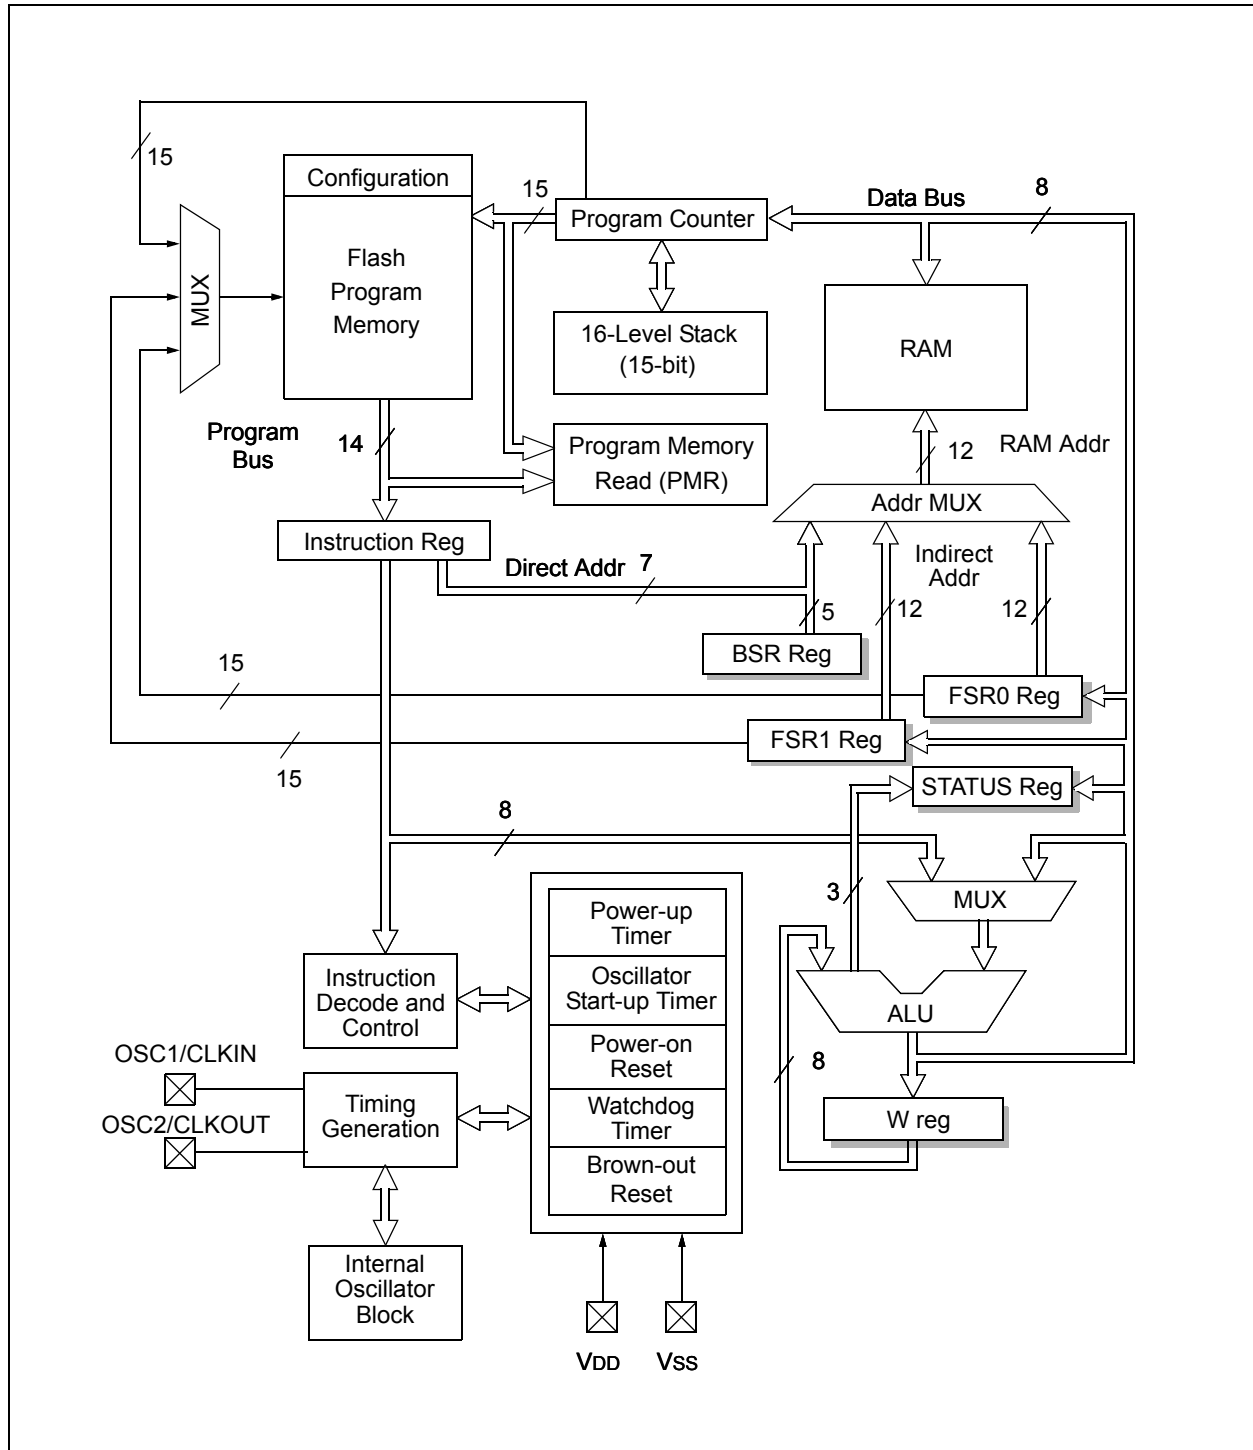 15
Configuration
Flash
Program
Memory
MUX
15
Program Counter
Data Bus
8
16-Level Stack
(15-bit)
RAM
Program
Bus
14
Program Memory
Read (PMR)
12
RAM Addr
Addr MUX
Instruction Reg
Direct Addr
7
Indirect
Addr
5
12
12
BSR Reg
15
FSR0 Reg
FSR1 Reg
15
STATUS Reg
8
3
MUX
Power-up
Timer
Oscillator
Start-up Timer
Power-on
Reset
Watchdog
Timer
Brown-out
Reset
Instruction
Decode and
Control
ALU
8
OSC1/CLKIN
OSC2/CLKOUT
Timing
Generation
W reg
Internal
Oscillator
Block
VDD
VSS